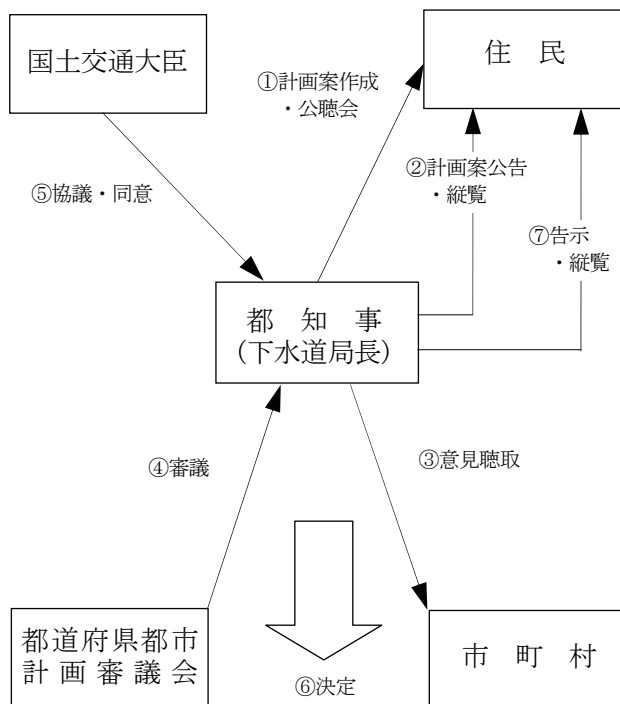 国土交通大臣
住　民
①計画案作成
・公聴会
②計画案公告
・縦覧
⑤協議・同意
⑦告示
・縦覧
都　知　事
(下水道局長)
④審議
③意見聴取
都道府県都市
計画審議会
市　町　村
⑥決定